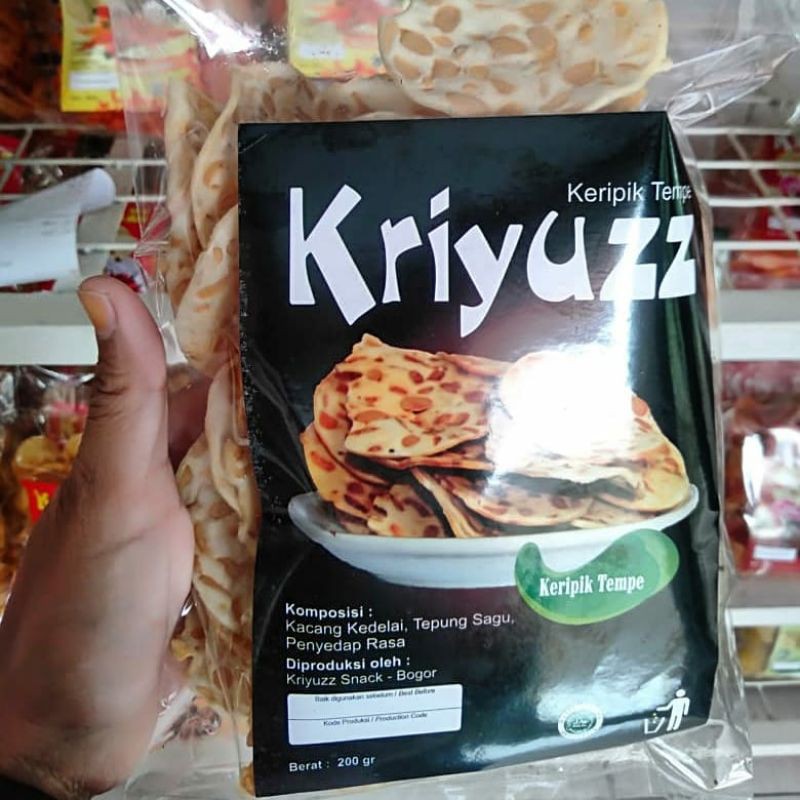 Keripik Tempe
Kriyuzz
Keripik Tempe
Komposisi :
Kacang Kedelai, Tepung Sagu,
Penyedap Rasa
Diproduksi oleh :
Kriyuzz Snack - Bogor
Baik digunakan sebelum / Best Before
Kode Produksi / Production Code
Berat : 200 gr